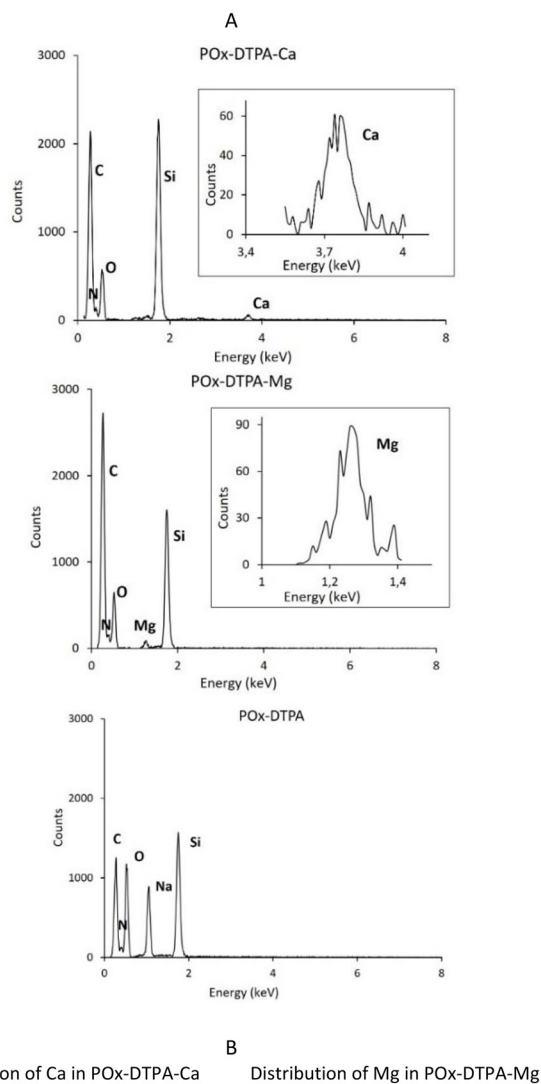 A
POx-DTPA-Ca
3000
2000
1000
0
Counts
C
N
O
Si
Ca
0 2 4 6 8
Energy (keV)
60
40
20
0
Counts
Ca
3,4 3,7 4
Energy (keV)
POx-DTPA-Mg
3000
2000
1000
0
Counts
C
N
O
Mg
Si
0 2 4 6 8
Energy (keV)
90
60
30
0
Counts
Mg
1 1,2 1,4
Energy (keV)
POx-DTPA
3000
2000
1000
0
Counts
C
N
O
Na
Si
0 2 4 6 8
Energy (keV)
B
on of Ca in POx-DTPA-Ca Distribution of Mg in POx-DTPA-Mg